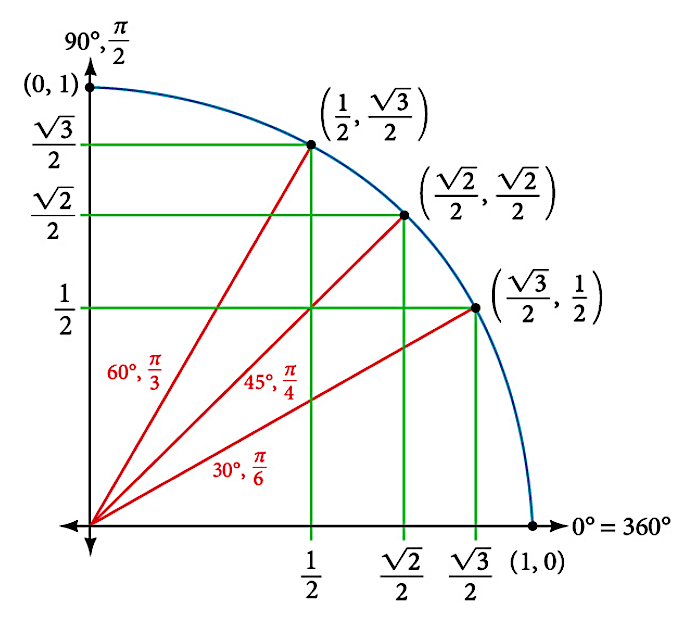 90°, π/2
(0, 1)
(1/2, √3/2)
√3/2
(√2/2, √2/2)
√2/2
(√3/2, 1/2)
1/2
60°, π/3
45°, π/4
30°, π/6
0° = 360°
1/2 √2/2 √3/2 (1, 0)